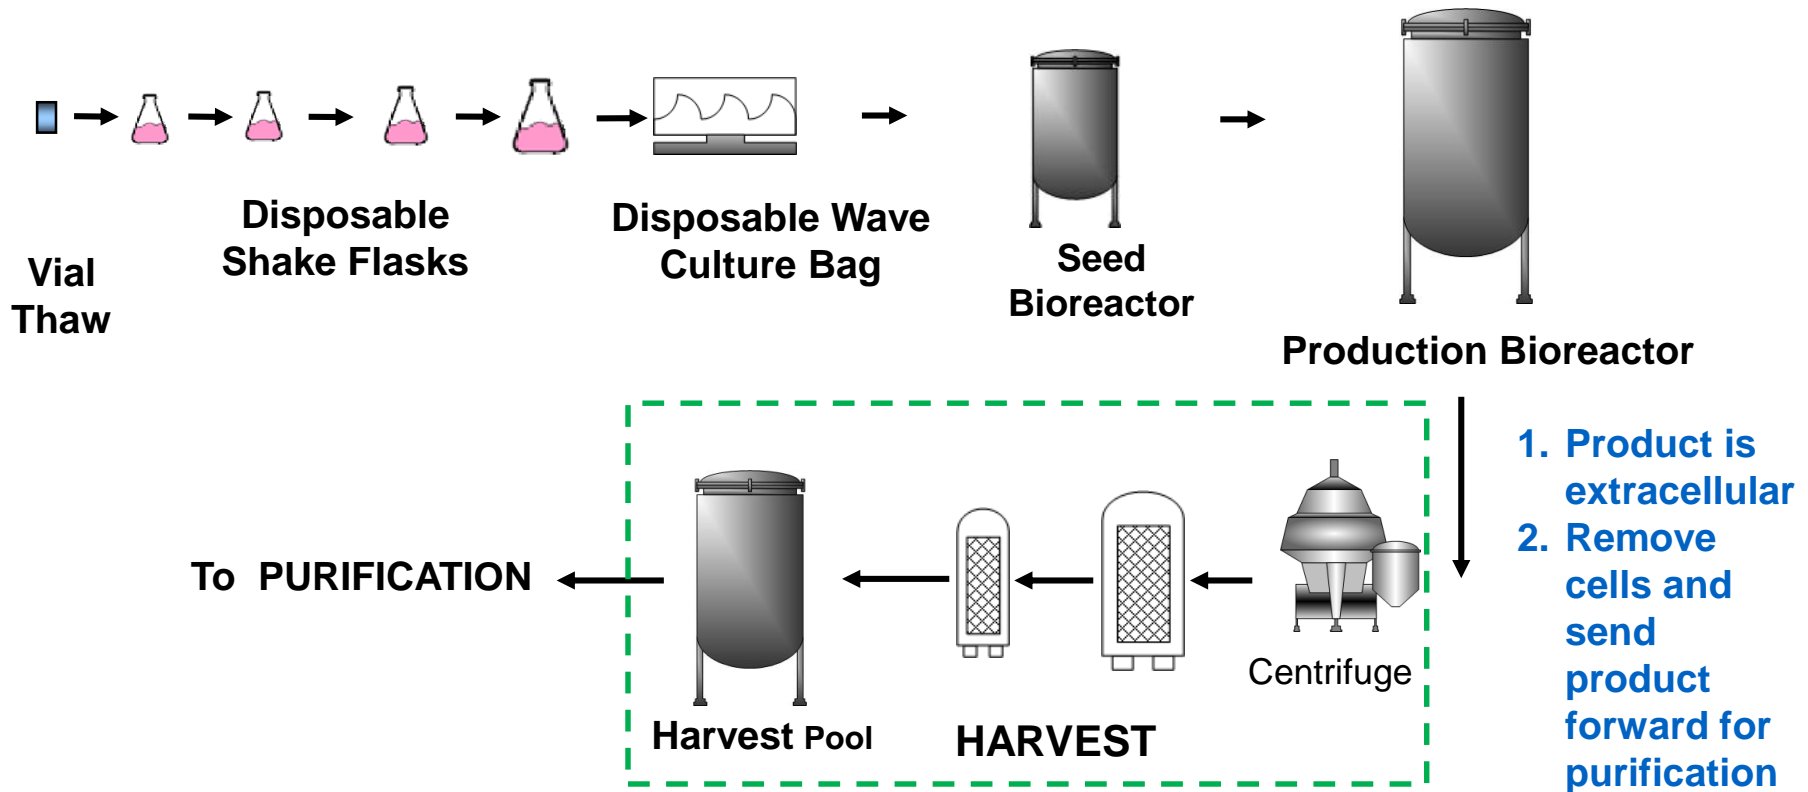 Vial
Thaw
Disposable
Shake Flasks
Disposable Wave
Culture Bag
Seed
Bioreactor
Production Bioreactor
1. Product is
extracellular
2. Remove
cells and
send
product
forward for
purification
Centrifuge
HARVEST
Harvest Pool
To PURIFICATION